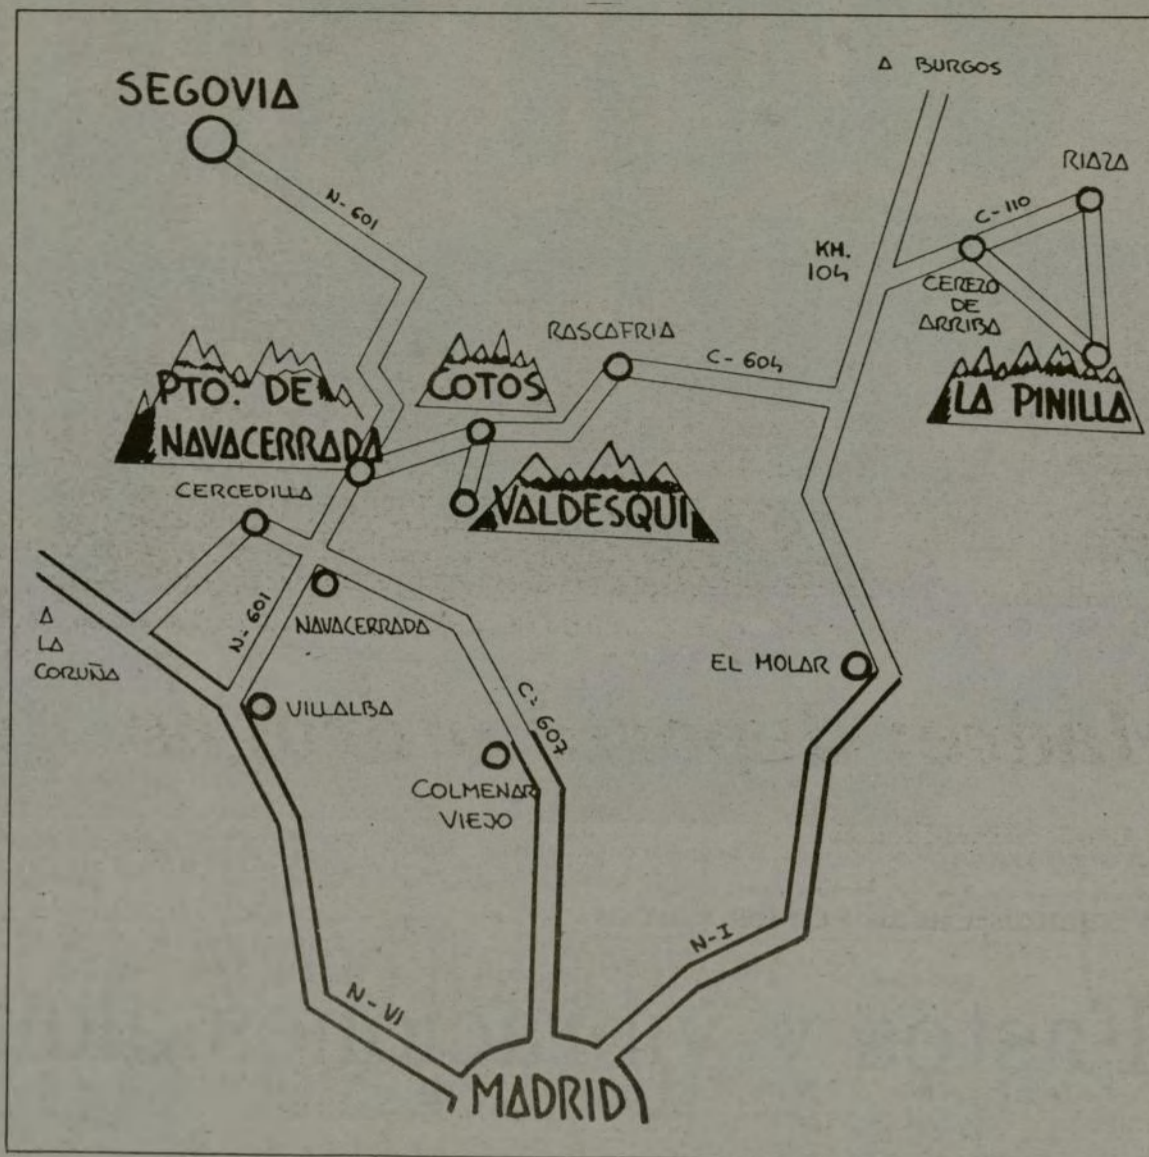 SEGOVIA
A BURGOS
N-601
RIAZA
C-110
KM.
104
CEREZO
DE
ARRIBA
RASCAFRIA
C-604
PTO. DE
NAVACERRADA
COTOS
LA PINILLA
CERCEDILLA
VALDESQUI
A
LA
CORUÑA
N-601
NAVACERRADA
EL MOLAR
VILLALBA
C-607
COLMENAR
VIEJO
N-I
N-VI
MADRID